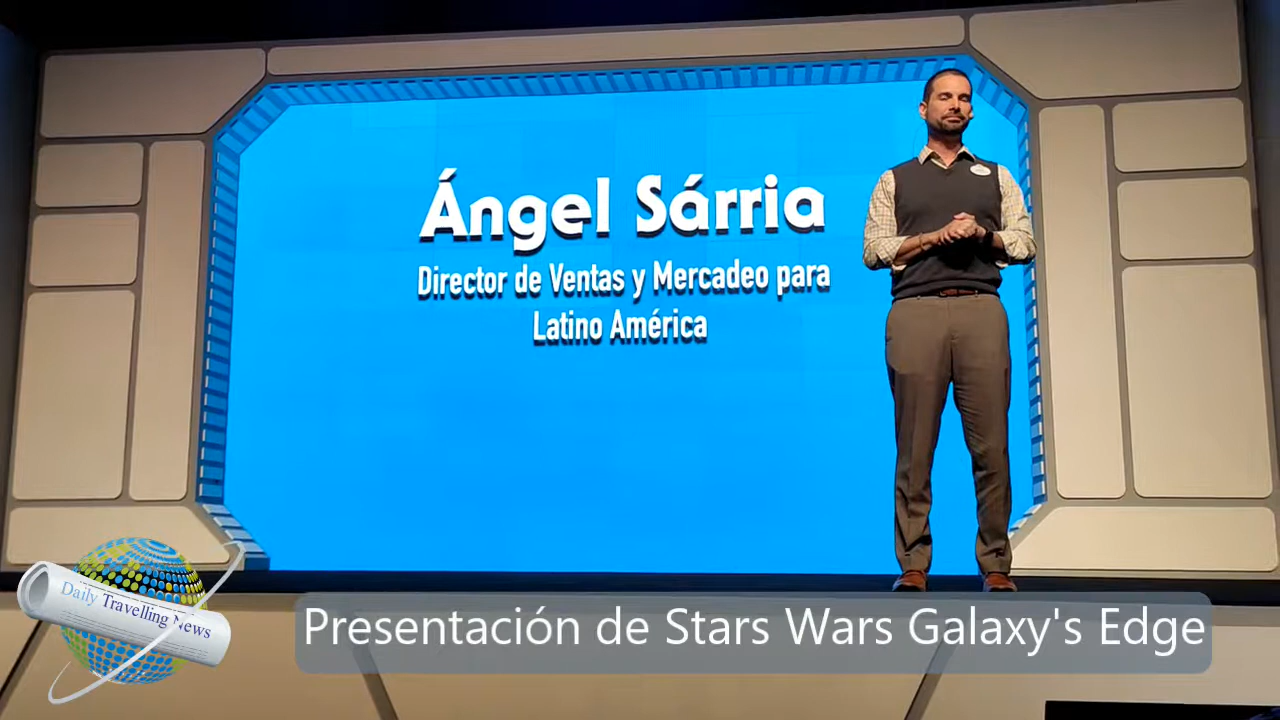 Ángel Sárria
Director de Ventas y Mercadeo para
Latino América
Daily Travelling News
Presentación de Stars Wars Galaxy's Edge